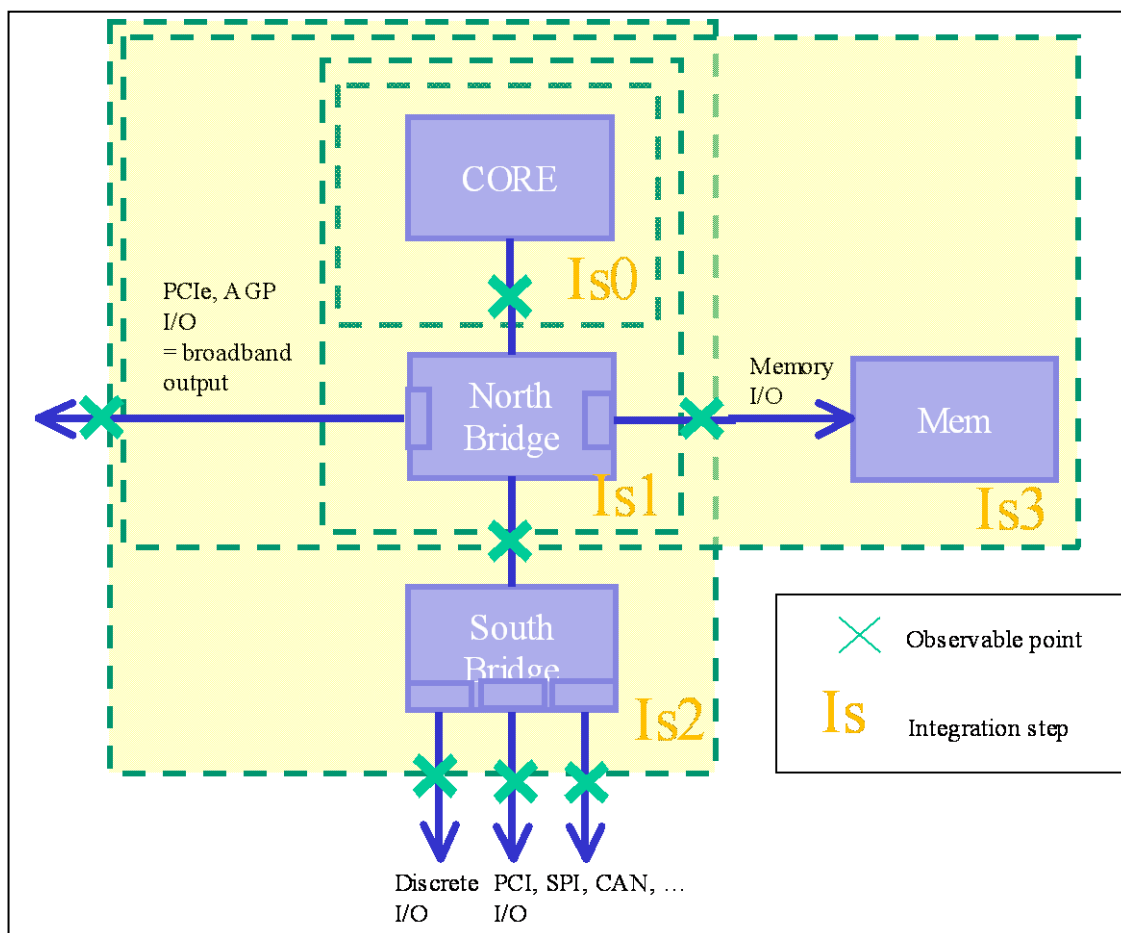 CORE
Is0
PCIe, AGP
I/O
= broadband
output
North
Bridge
Memory
I/O
Mem
Is1
Is3
South
Bridge
Is2
Observable point
Is
Integration step
Discrete
I/O
PCI, SPI, CAN, ...
I/O